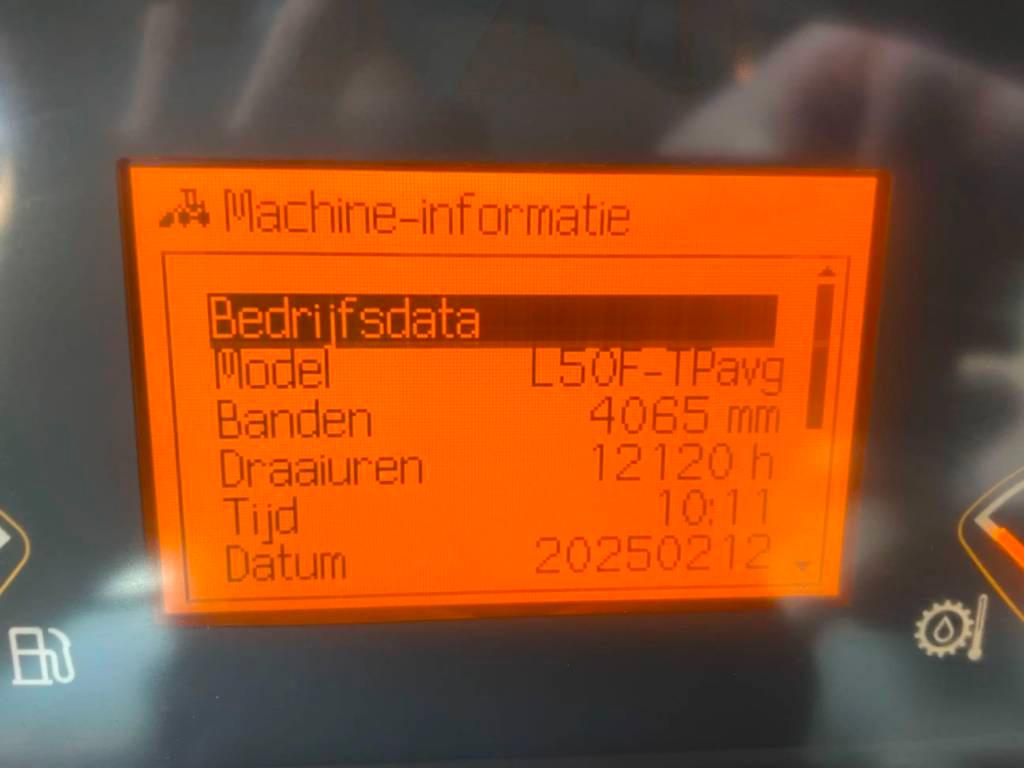 Machine-informatie
Bedrijfsdata
Model L50F-TPavg
Banden 4065 mm
Draaiuren 12120 h
Tijd 10:11
Datum 20250212